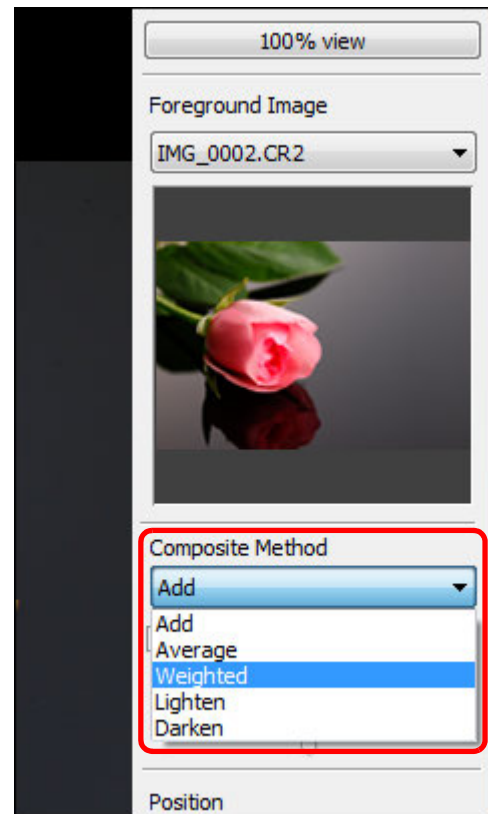 100% view
Foreground Image
IMG_0002.CR2
Composite Method
Add
Add
Average
Weighted
Lighten
Darken
Position